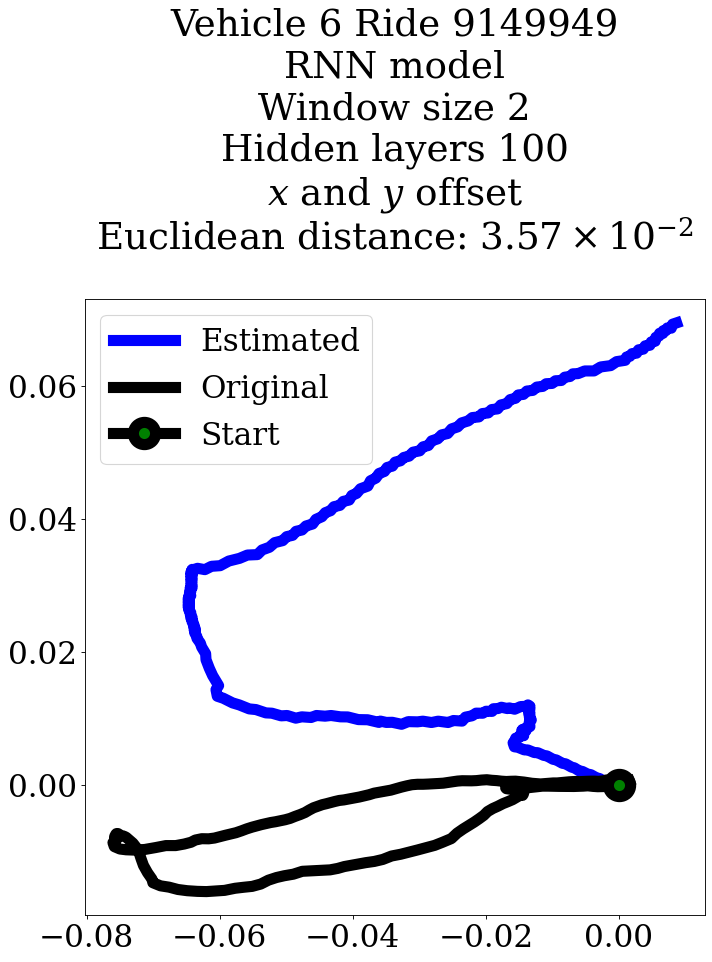 Vehicle 6 Ride 9149949
RNN model
Window size 2
Hidden layers 100
x and y offset
Euclidean distance: 3.57 × 10⁻²
Estimated
Original
Start
0.06
0.04
0.02
0.00
−0.08 −0.06 −0.04 −0.02 0.00